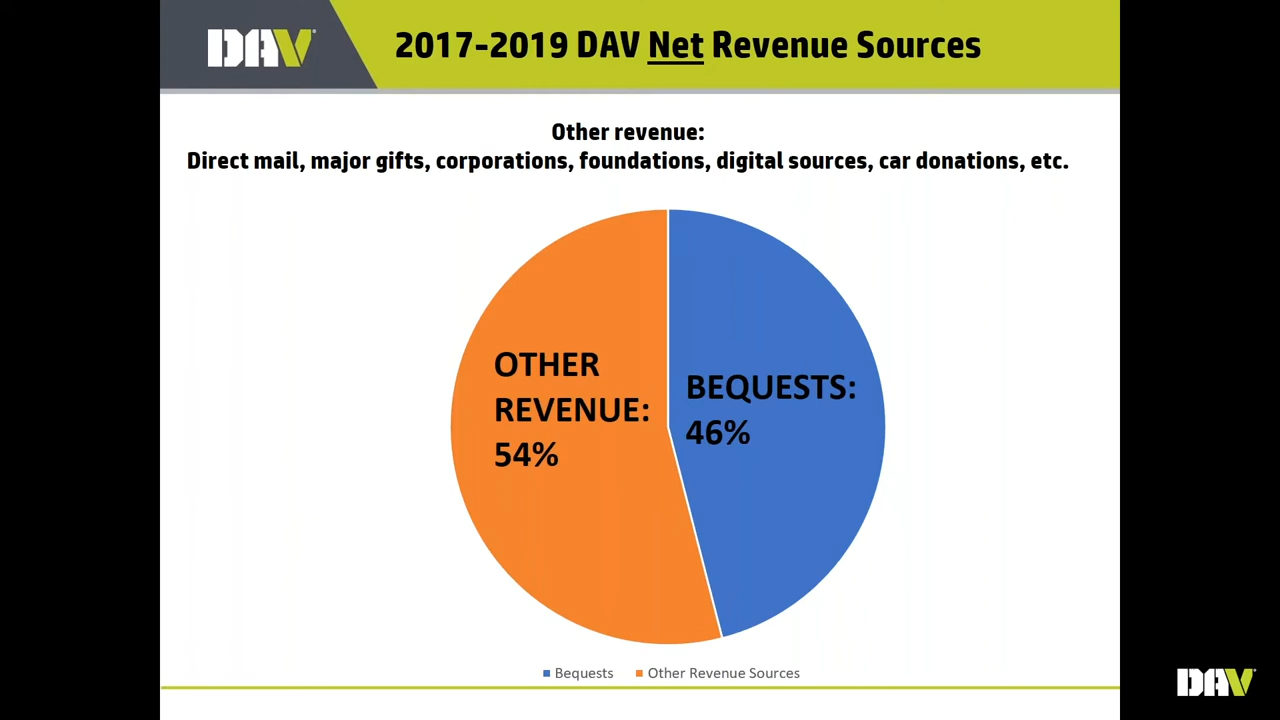 DAV
2017-2019 DAV Net Revenue Sources
Other revenue:
Direct mail, major gifts, corporations, foundations, digital sources, car donations, etc.
OTHER
REVENUE:
54%
BEQUESTS:
46%
Bequests
Other Revenue Sources
DAV